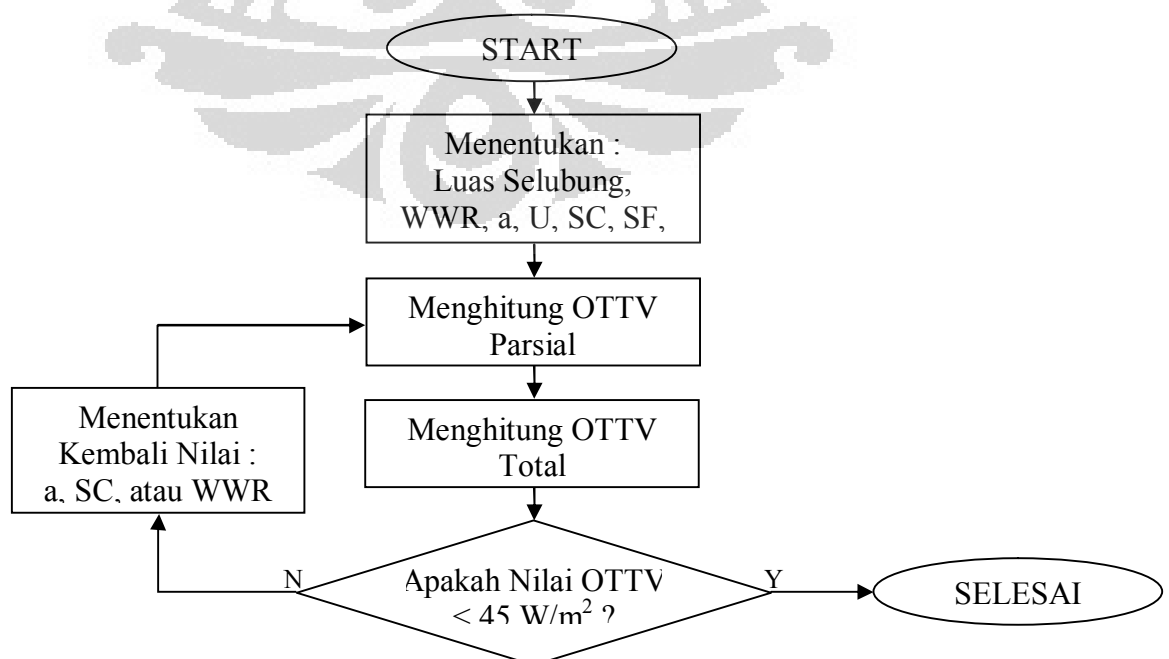 START
Menentukan :
Luas Selubung,
WWR, a, U, SC, SF,
Menghitung OTTV
Parsial
Menentukan
Kembali Nilai :
a, SC, atau WWR
Menghitung OTTV
Total
N
Apakah Nilai OTTV
< 45 W/m² ?
Y
SELESAI